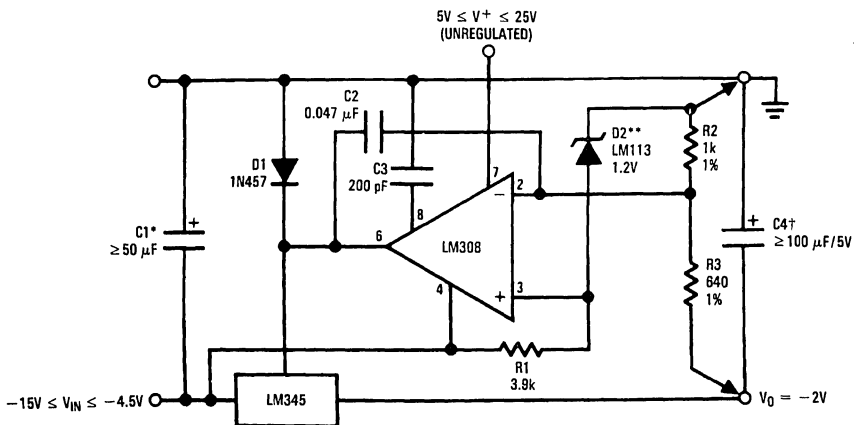 5V ≤ V+ ≤ 25V
(UNREGULATED)
C2
0.047 μF
D1
1N457
C3
200 pF
8
7
2
−
D2**
LM113
1.2V
R2
1k
1%
C1*
+
≥ 50 μF
6
LM308
4
+
3
R3
640
1%
+
C4†
≥ 100 μF/5V
R1
3.9k
−15V ≤ VIN ≤ −4.5V
LM345
VO = −2V